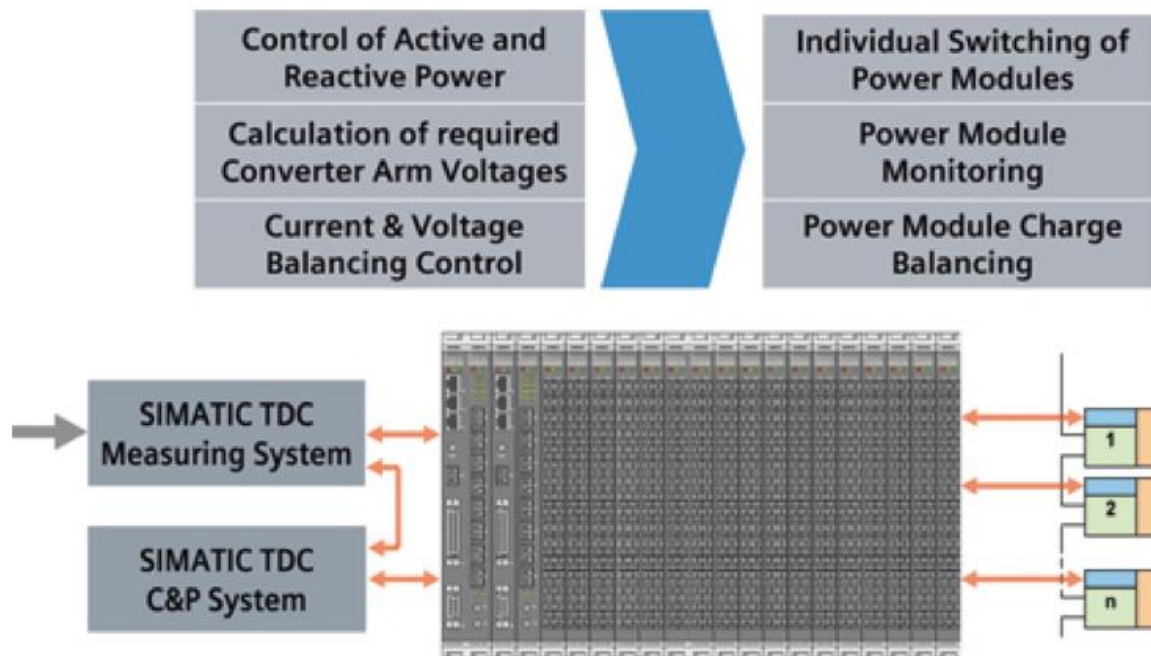 Control of Active and
Reactive Power
Calculation of required
Converter Arm Voltages
Current & Voltage
Balancing Control
Individual Switching of
Power Modules
Power Module
Monitoring
Power Module Charge
Balancing
SIMATIC TDC
Measuring System
SIMATIC TDC
C&P System
1
2
n